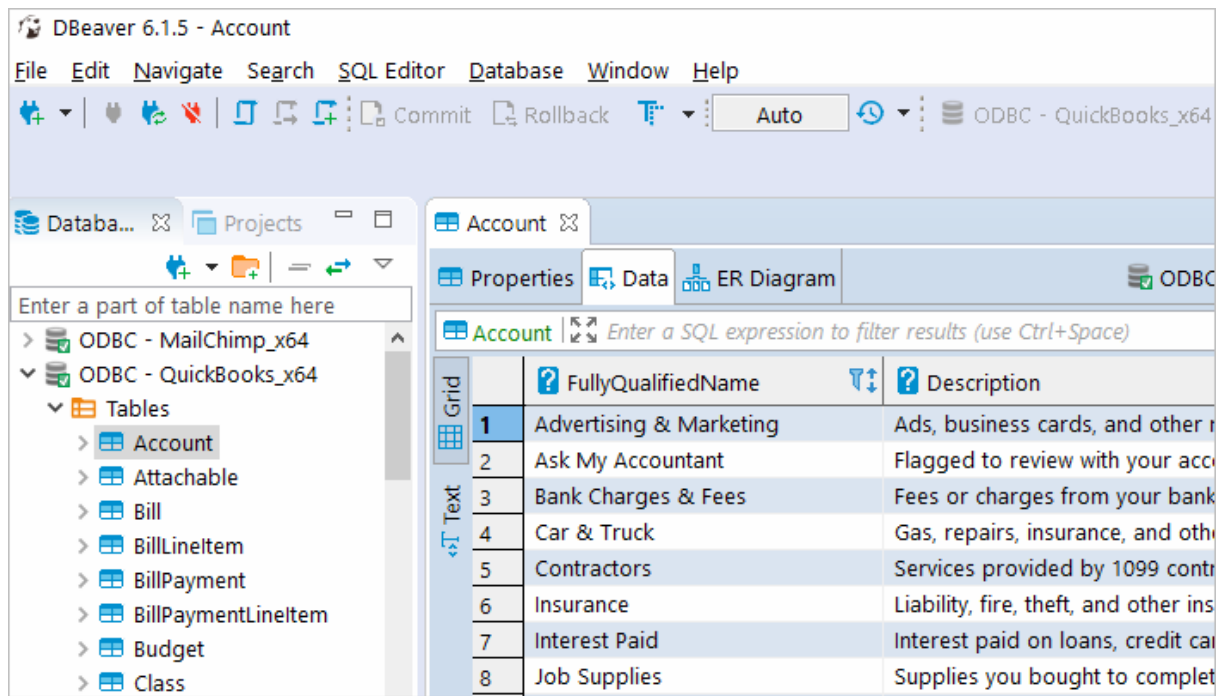 DBeaver 6.1.5 - Account
File Edit Navigate Search SQL Editor Database Window Help
Commit Rollback Auto ODBC - QuickBooks_x64
Databa... Projects
Enter a part of table name here
ODBC - MailChimp_x64
ODBC - QuickBooks_x64
Tables
Account
Attachable
Bill
BillLineItem
BillPayment
BillPaymentLineItem
Budget
Class
Account
Properties Data ER Diagram ODBC
Account Enter a SQL expression to filter results (use Ctrl+Space)
Grid
Text
FullyQualifiedName Description
1 Advertising & Marketing Ads, business cards, and other
2 Ask My Accountant Flagged to review with your acc
3 Bank Charges & Fees Fees or charges from your bank
4 Car & Truck Gas, repairs, insurance, and oth
5 Contractors Services provided by 1099 contr
6 Insurance Liability, fire, theft, and other ins
7 Interest Paid Interest paid on loans, credit ca
8 Job Supplies Supplies you bought to complet